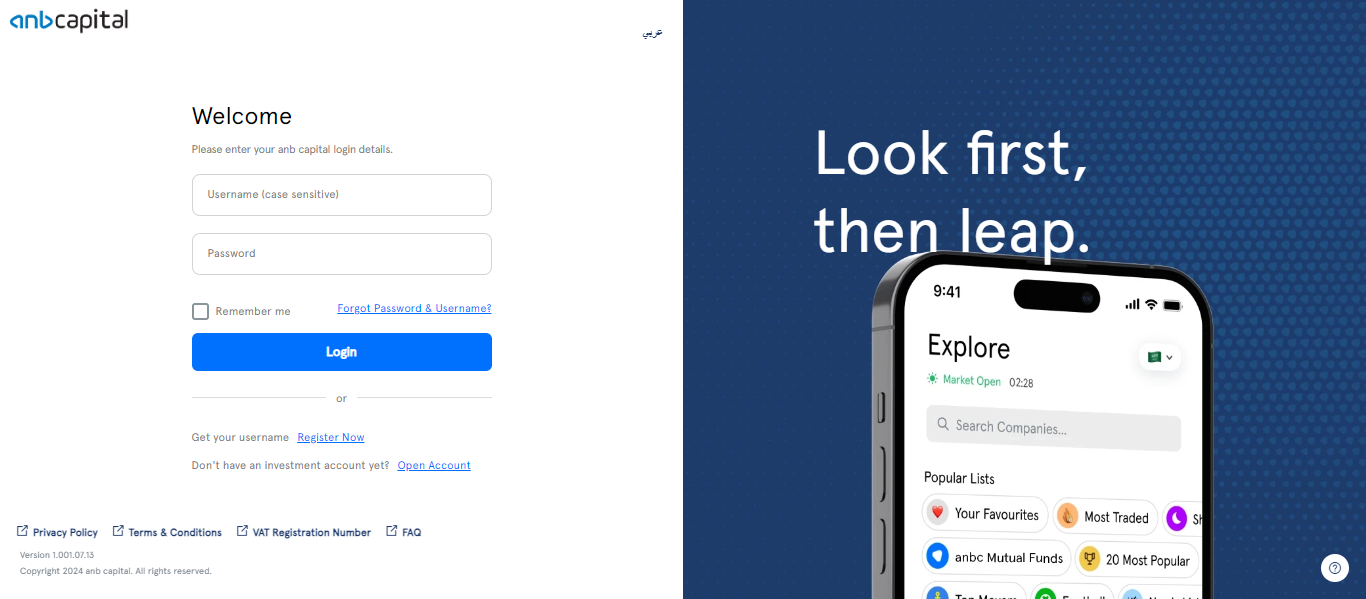 anbcapital
عربي
Welcome
Please enter your anb capital login details.
Username (case sensitive)
Password
Remember me
Forgot Password & Username?
Login
or
Get your username Register Now
Don't have an investment account yet? Open Account
Privacy Policy Terms & Conditions VAT Registration Number FAQ
Version 1.001.07.13
Copyright 2024 anb capital. All rights reserved.
Look first,
then leap.
9:41
Explore
Market Open 02:28
Search Companies...
Popular Lists
Your Favourites Most Traded
anbc Mutual Funds 20 Most Popular
Top Movers Football